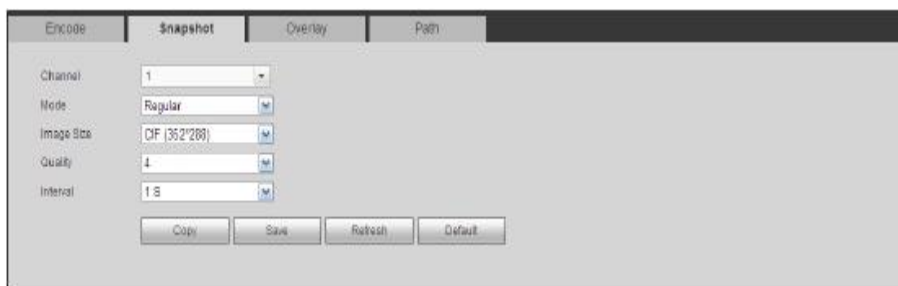 Encode Snapshot Overlay Path
Channel 1
Mode Regular
Image Size CIF (352*288)
Quality 4
Interval 1 S
Copy Save Refresh Default